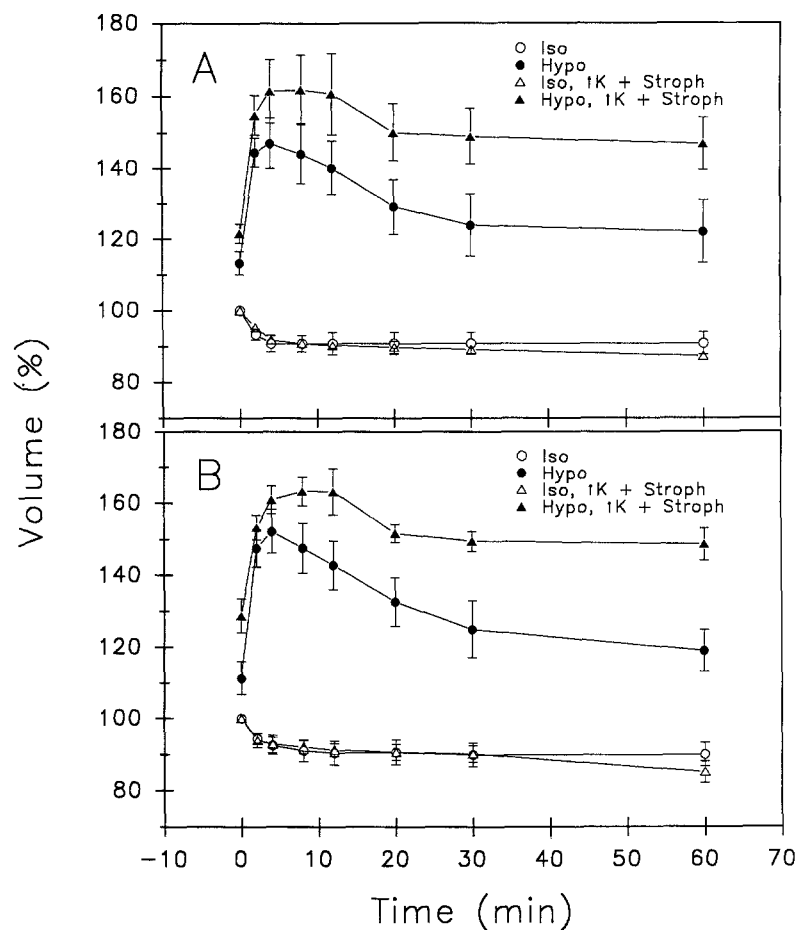 A
○ Iso
● Hypo
△ Iso, ↑K + Stroph
▲ Hypo, ↑K + Stroph
180
160
140
120
100
80
B
○ Iso
● Hypo
△ Iso, ↑K + Stroph
▲ Hypo, ↑K + Stroph
180
160
140
120
100
80
Volume (%)
-10 0 10 20 30 40 50 60 70
Time (min)